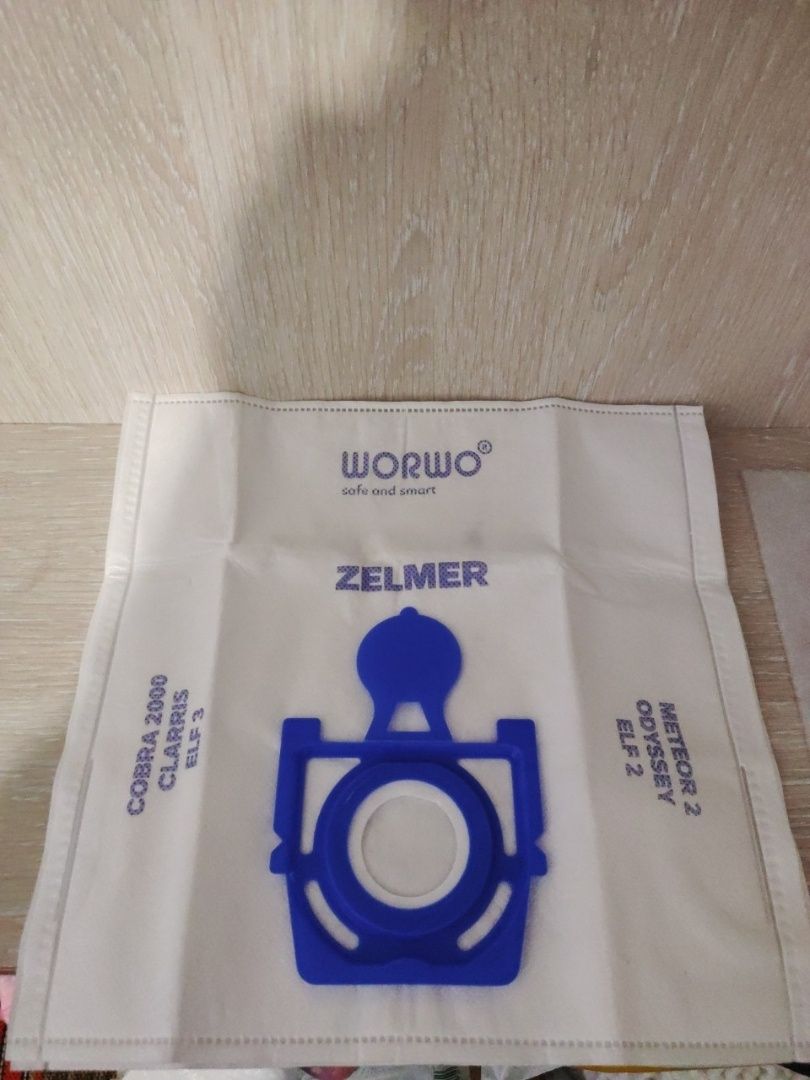 WORWO®
safe and smart
ZELMER
COBRA 2000
CLARRIS
ELF 3
METEOR 2
ODYSSEY
ELF 2